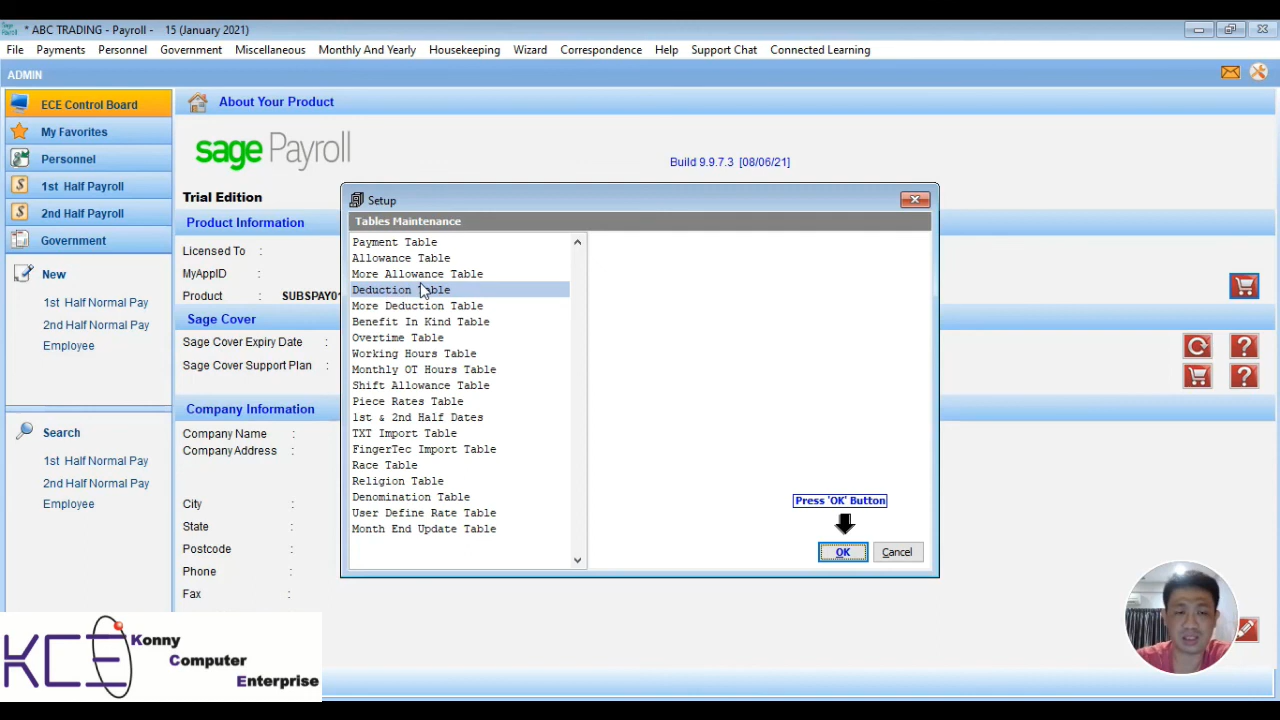 Sage Payroll
* ABC TRADING - Payroll - 15 (January 2021)
File Payments Personnel Government Miscellaneous Monthly And Yearly Housekeeping Wizard Correspondence Help Support Chat Connected Learning
ADMIN
ECE Control Board
My Favorites
Personnel
1st Half Payroll
2nd Half Payroll
Government
New
1st Half Normal Pay
2nd Half Normal Pay
Employee
Search
1st Half Normal Pay
2nd Half Normal Pay
Employee
About Your Product
sage Payroll
Build 9.9.7.3 [08/06/21]
Trial Edition
Product Information
Licensed To :
MyAppID :
Product : SUBSPAY01
Sage Cover
Sage Cover Expiry Date :
Sage Cover Support Plan :
Company Information
Company Name :
Company Address :
City :
State :
Postcode :
Phone :
Fax :
Setup
Tables Maintenance
Payment Table
Allowance Table
More Allowance Table
Deduction Table
More Deduction Table
Benefit In Kind Table
Overtime Table
Working Hours Table
Monthly OT Hours Table
Shift Allowance Table
Piece Rates Table
1st & 2nd Half Dates
TXT Import Table
FingerTec Import Table
Race Table
Religion Table
Denomination Table
User Define Rate Table
Month End Update Table
Press 'OK' Button
OK Cancel
KCE
Konny
Computer
Enterprise